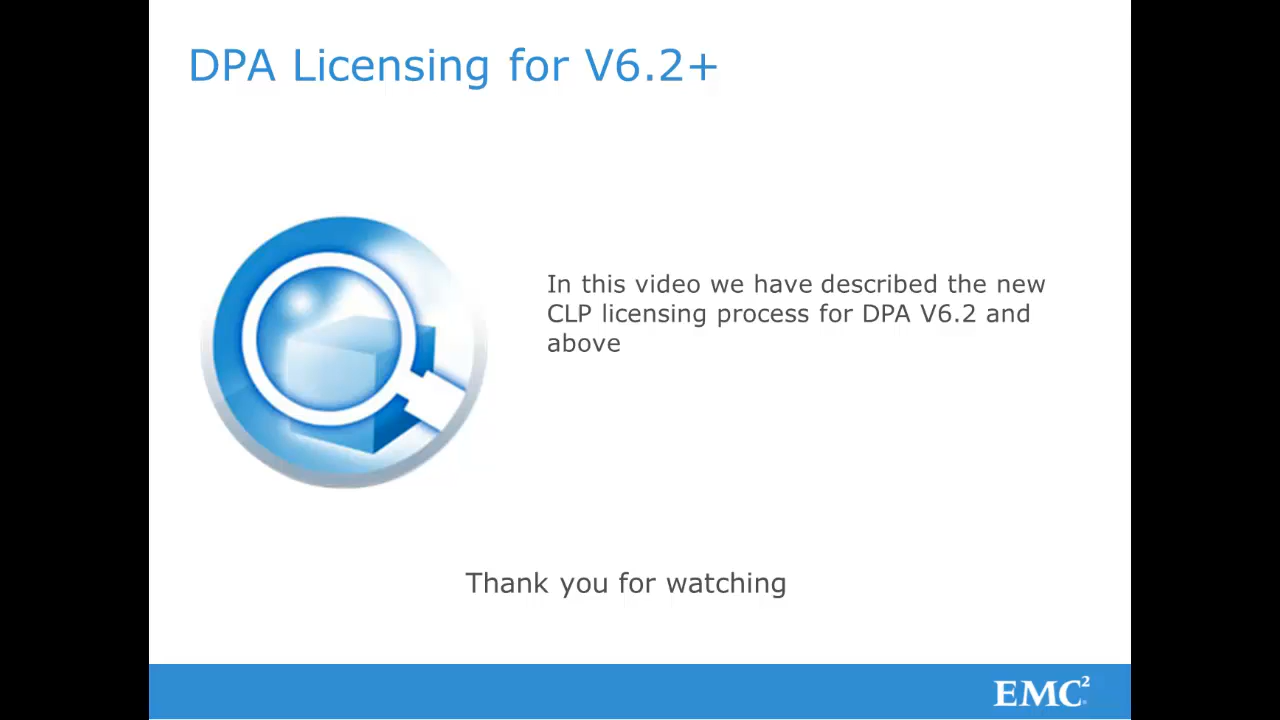 DPA Licensing for V6.2+
In this video we have described the new
CLP licensing process for DPA V6.2 and
above
Thank you for watching
EMC²